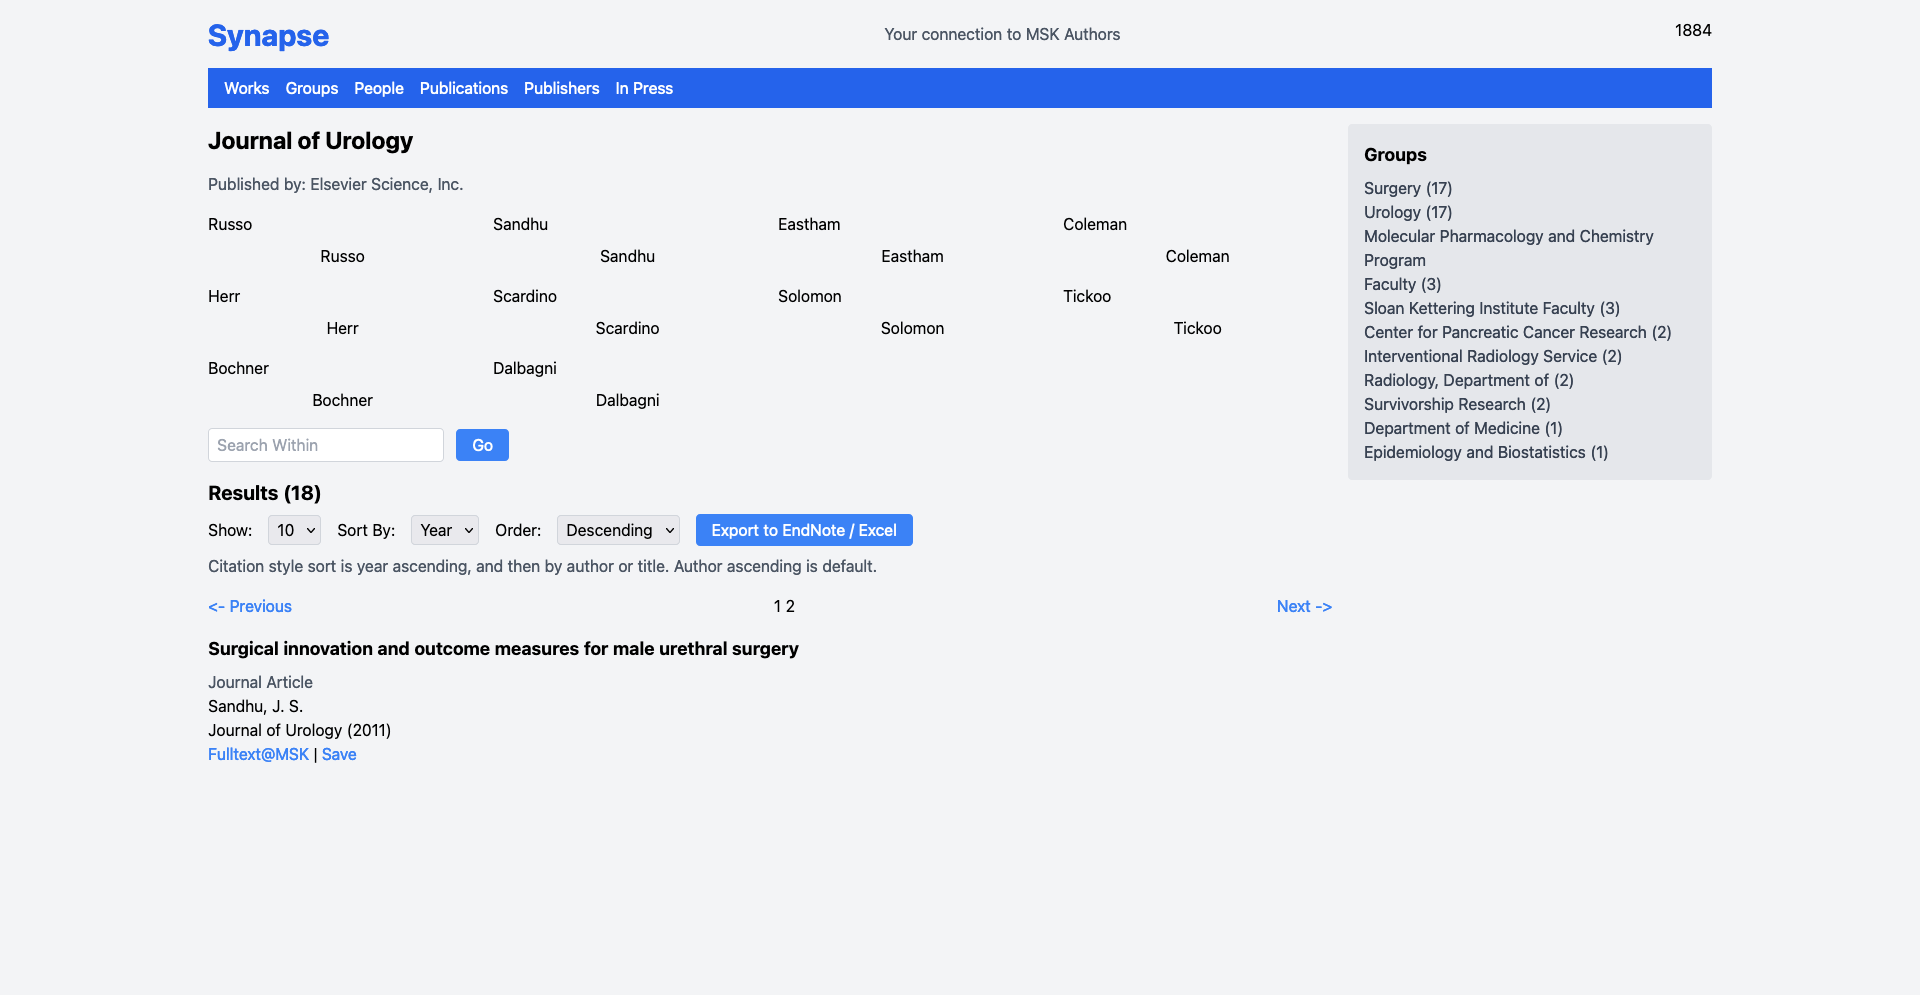 Synapse
Your connection to MSK Authors
1884
Works Groups People Publications Publishers In Press
Journal of Urology
Published by: Elsevier Science, Inc.
Russo Sandhu Eastham Coleman
Russo Sandhu Eastham Coleman
Herr Scardino Solomon Tickoo
Herr Scardino Solomon Tickoo
Bochner Dalbagni
Bochner Dalbagni
Search Within Go
Results (18)
Show: 10 Sort By: Year Order: Descending Export to EndNote / Excel
Citation style sort is year ascending, and then by author or title. Author ascending is default.
<- Previous 1 2 Next ->
Surgical innovation and outcome measures for male urethral surgery
Journal Article
Sandhu, J. S.
Journal of Urology (2011)
Fulltext@MSK | Save
Groups
Surgery (17)
Urology (17)
Molecular Pharmacology and Chemistry
Program
Faculty (3)
Sloan Kettering Institute Faculty (3)
Center for Pancreatic Cancer Research (2)
Interventional Radiology Service (2)
Radiology, Department of (2)
Survivorship Research (2)
Department of Medicine (1)
Epidemiology and Biostatistics (1)